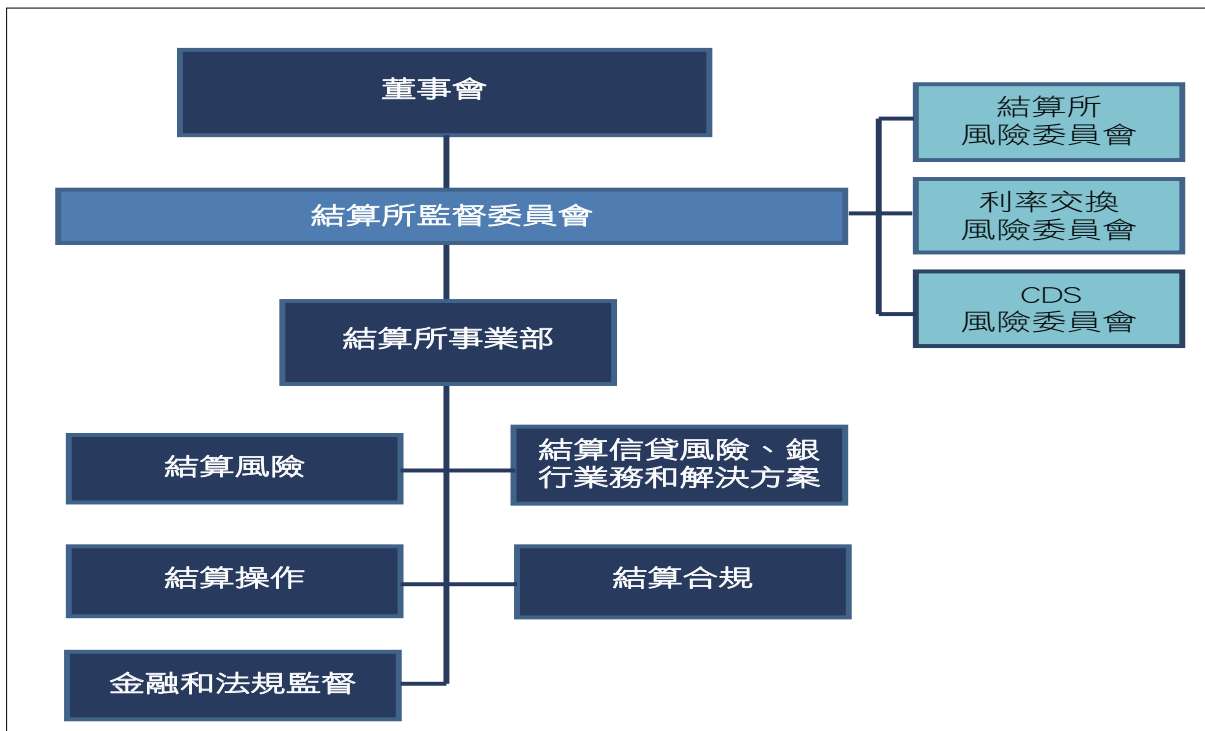 董事會
結算所
風險委員會
結算所監督委員會
利率交換
風險委員會
CDS
風險委員會
結算所事業部
結算風險
結算信貸風險、銀
行業務和解決方案
結算操作
結算合規
金融和法規監督